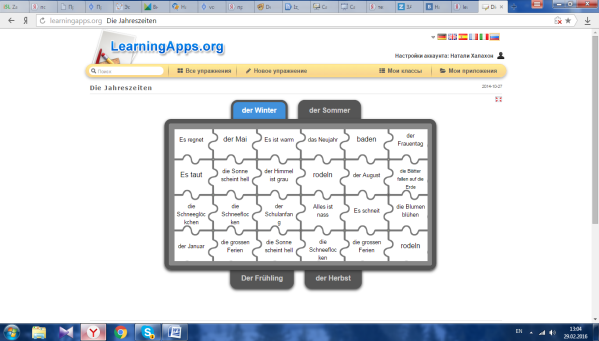 learningapps.org Die Jahreszeiten
LearningApps.org
Настройки аккаунта: Натали Халахон
Поиск
Все упражнения
Новое упражнение
Мои классы
Мои приложения
Die Jahreszeiten
2014-10-27
der Winter
der Sommer
Es regnet
der Mai
Es ist warm
das Neujahr
baden
der
Frauentag
Es taut
die Sonne
scheint hell
der Himmel
ist grau
rodeln
der August
die Blätter
fallen auf die
Erde
die
Schneeglöc
kchen
die
Schneefloc
ken
der
Schulanfan
g
Alles ist
nass
Es schneit
die Blumen
blühen
der Januar
die grossen
Ferien
die Sonne
scheint hell
die
Schneefloc
ken
die grossen
Ferien
rodeln
Der Frühling
der Herbst
EN
13:04
29.02.2016